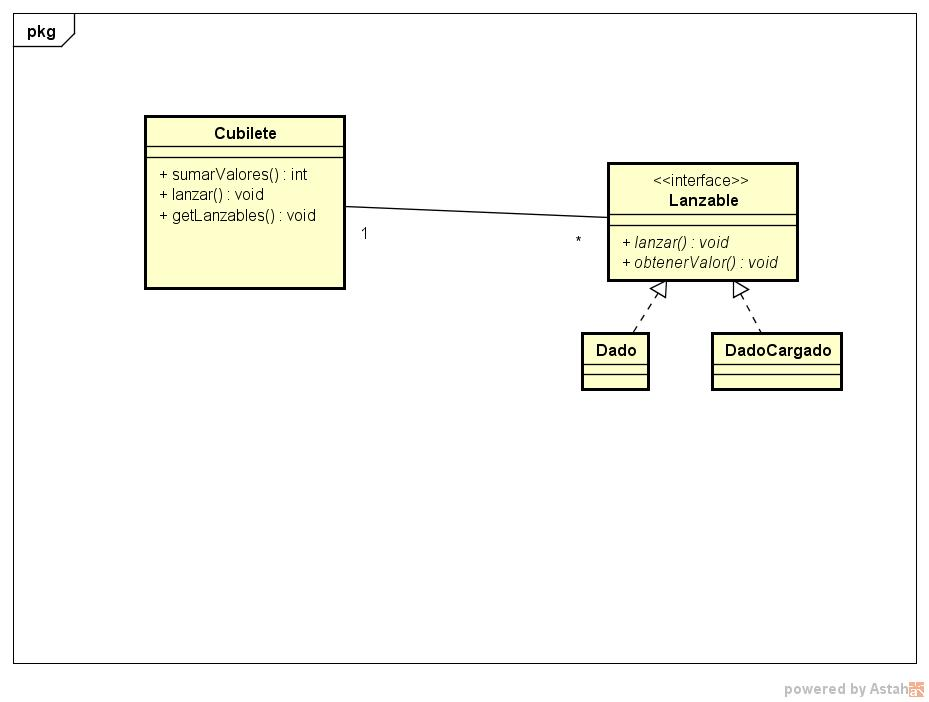 pkg
Cubilete
+ sumarValores() : int
+ lanzar() : void
+ getLanzables() : void
1
*
<<interface>>
Lanzable
+ lanzar() : void
+ obtenerValor() : void
Dado
DadoCargado
powered by Astah